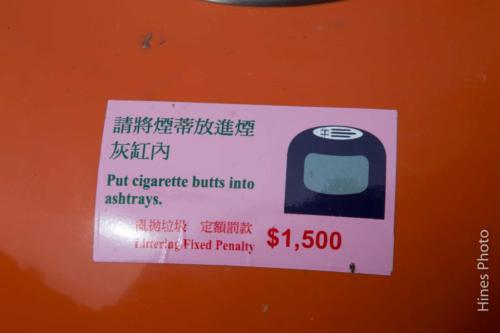 請將煙蒂放進煙
灰缸內
Put cigarette butts into
ashtrays.
亂拋垃圾 定額罰款
Littering Fixed Penalty $1,500
Hines Photo